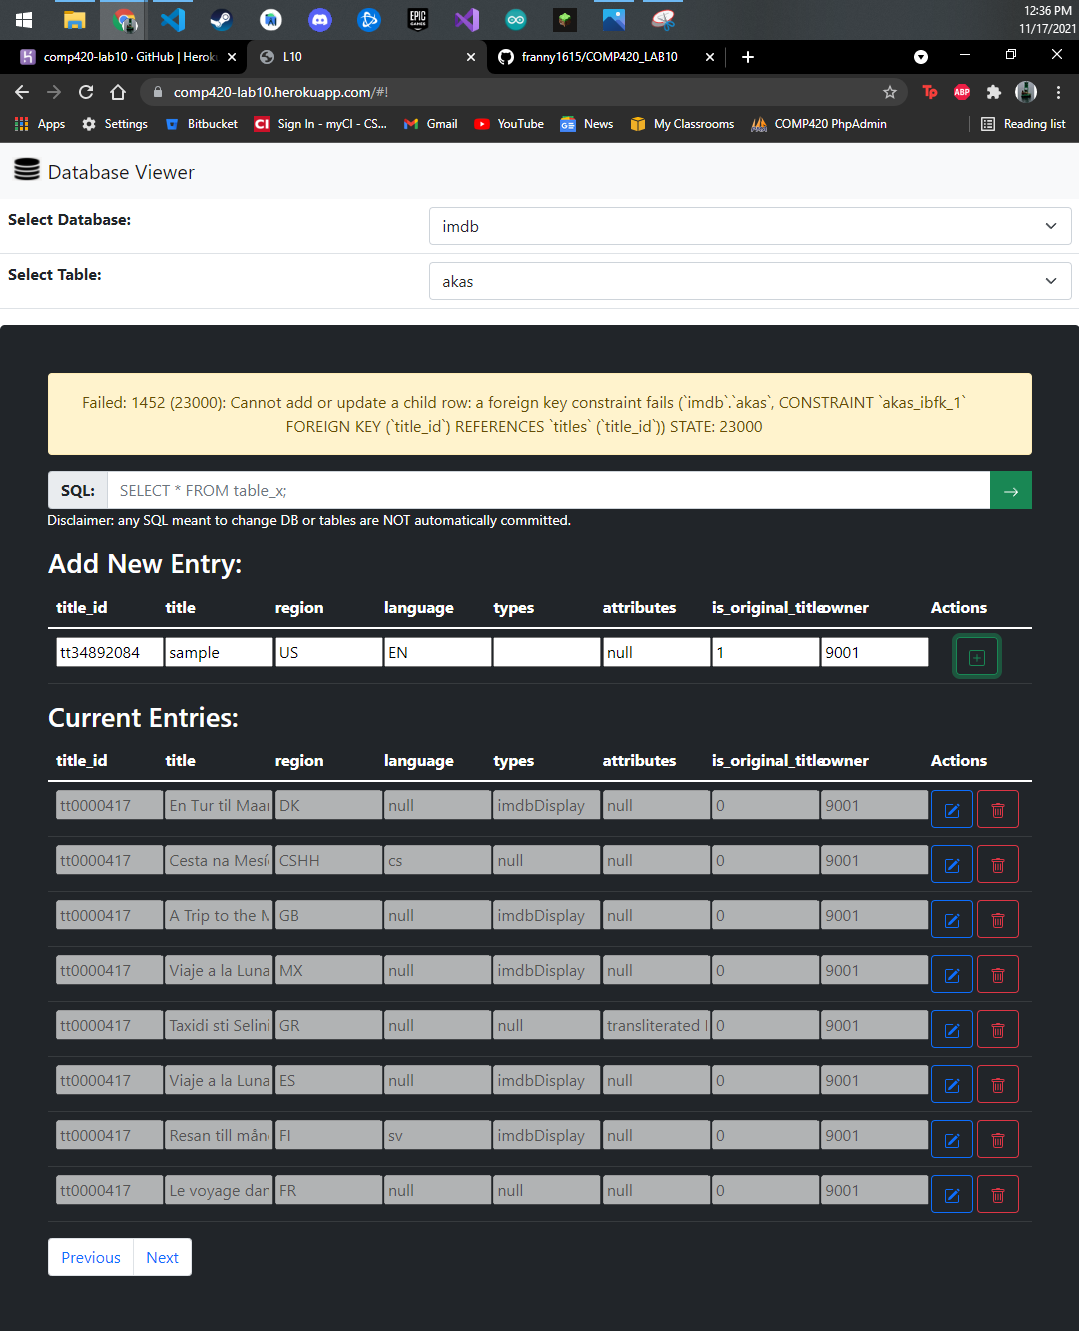 12:36 PM
11/17/2021
comp420-lab10 · GitHub | Heroku
L10
franny1615/COMP420_LAB10
comp420-lab10.herokuapp.com/#!
Tp
ABP
Apps
Settings
Bitbucket
CI
Sign In - myCI - CS...
Gmail
YouTube
News
My Classrooms
COMP420 PhpAdmin
Reading list
Database Viewer
Select Database:
imdb
Select Table:
akas
Failed: 1452 (23000): Cannot add or update a child row: a foreign key constraint fails (`imdb`.`akas`, CONSTRAINT `akas_ibfk_1`
FOREIGN KEY (`title_id`) REFERENCES `titles` (`title_id`)) STATE: 23000
SQL: SELECT * FROM table_x;
Disclaimer: any SQL meant to change DB or tables are NOT automatically committed.
Add New Entry:
title_id title region language types attributes is_original_title owner Actions
tt34892084 sample US EN null 1 9001
Current Entries:
title_id title region language types attributes is_original_title owner Actions
tt0000417 En Tur til Maan DK null imdbDisplay null 0 9001
tt0000417 Cesta na Mesí CSHH cs null null 0 9001
tt0000417 A Trip to the M GB null imdbDisplay null 0 9001
tt0000417 Viaje a la Luna MX null imdbDisplay null 0 9001
tt0000417 Taxidi sti Selini GR null null transliterated 0 9001
tt0000417 Viaje a la Luna ES null imdbDisplay null 0 9001
tt0000417 Resan till mån FI sv imdbDisplay null 0 9001
tt0000417 Le voyage dan FR null null null 0 9001
Previous Next